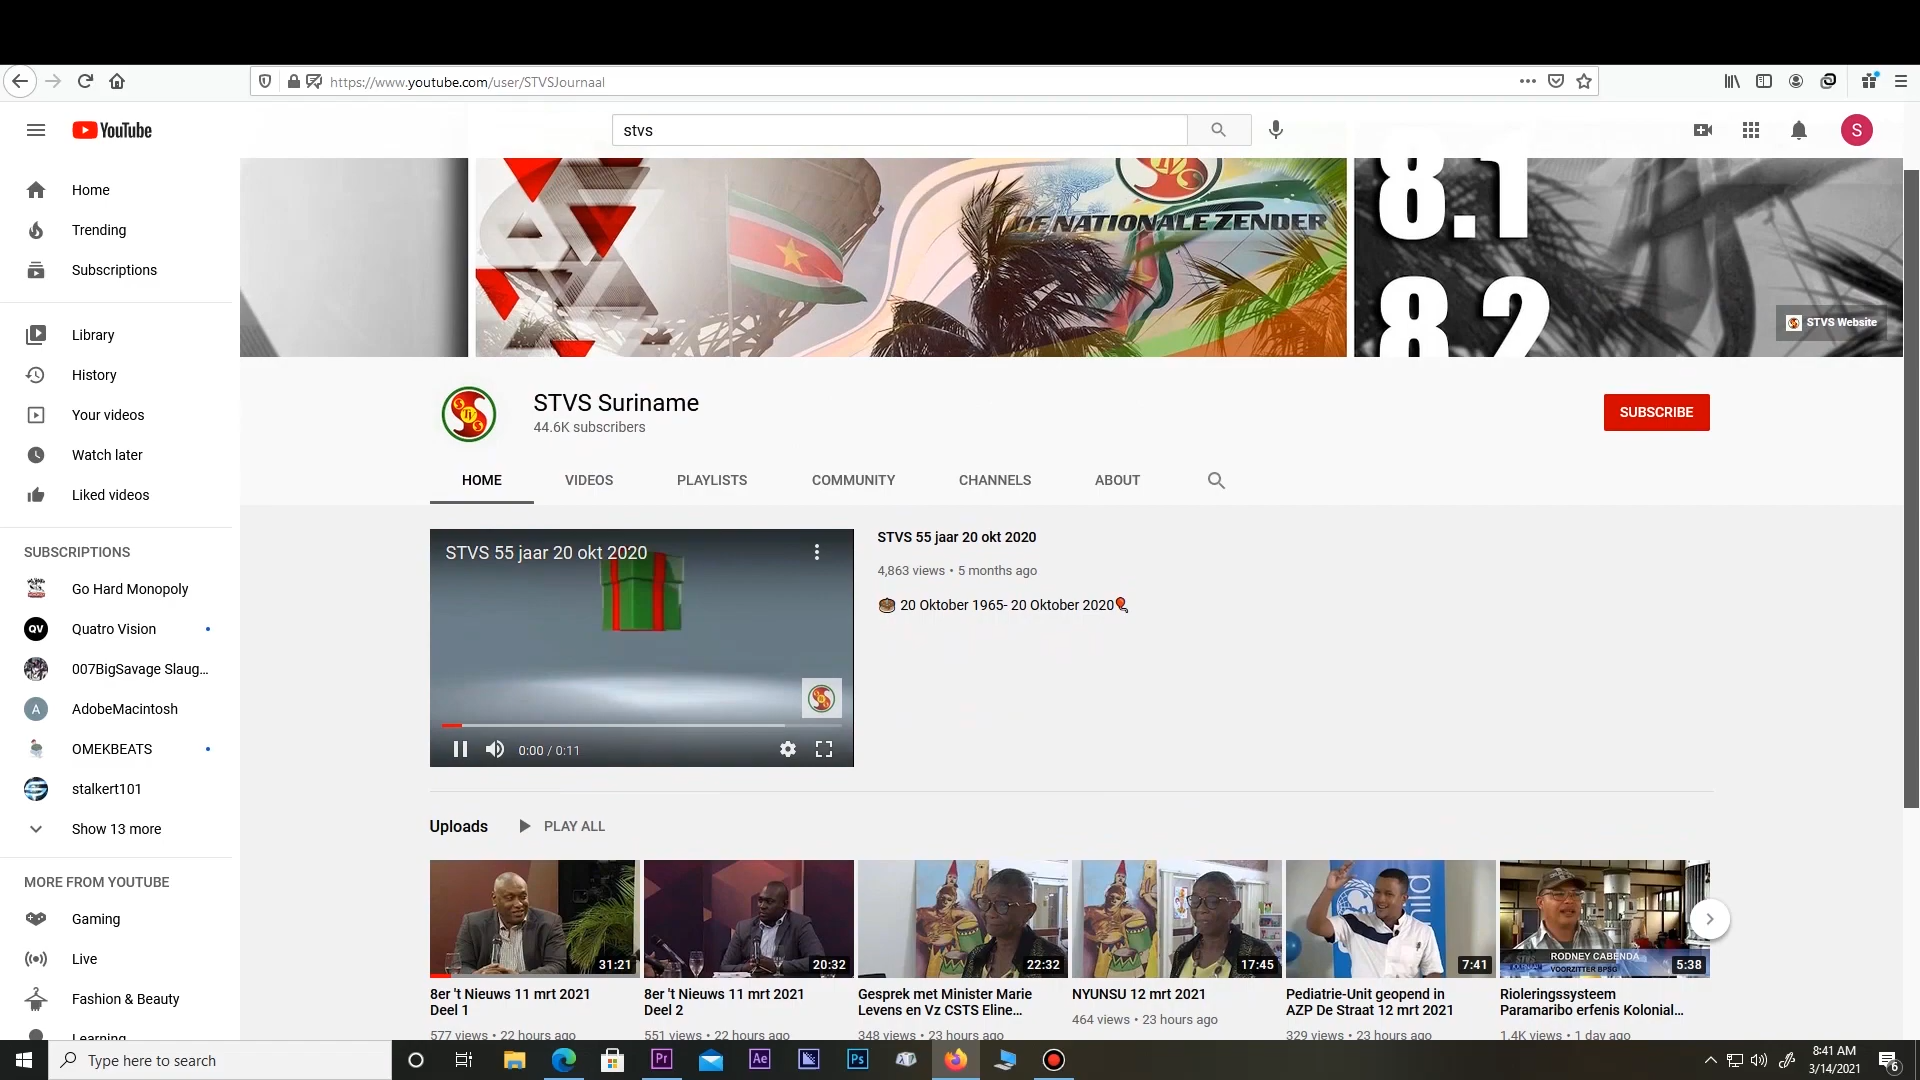 https://www.youtube.com/user/STVSJournaal
YouTube
stvs
S
Home
Trending
Subscriptions
Library
History
Your videos
Watch later
Liked videos
SUBSCRIPTIONS
Go Hard Monopoly
QV Quatro Vision
007BigSavage Slaug...
A AdobeMacintosh
OMEKBEATS
stalkert101
Show 13 more
MORE FROM YOUTUBE
Gaming
Live
Fashion & Beauty
Learning
DE NATIONALE ZENDER
8.1
8.2
STVS Website
STVS Suriname
44.6K subscribers
SUBSCRIBE
HOME VIDEOS PLAYLISTS COMMUNITY CHANNELS ABOUT
STVS 55 jaar 20 okt 2020
0:00 / 0:11
STVS 55 jaar 20 okt 2020
4,863 views • 5 months ago
20 Oktober 1965- 20 Oktober 2020
Uploads PLAY ALL
31:21
8er 't Nieuws 11 mrt 2021
Deel 1
577 views • 22 hours ago
20:32
8er 't Nieuws 11 mrt 2021
Deel 2
551 views • 22 hours ago
22:32
Gesprek met Minister Marie
Levens en Vz CSTS Eline...
348 views • 23 hours ago
17:45
NYUNSU 12 mrt 2021
464 views • 23 hours ago
7:41
Pediatrie-Unit geopend in
AZP De Straat 12 mrt 2021
329 views • 23 hours ago
RODNEY CABENDA
VOORZITTER BPSG
5:38
Rioleringssysteem
Paramaribo erfenis Kolonial...
1.4K views • 1 day ago
Type here to search
Pr
Ae
Ps
8:41 AM
3/14/2021
6